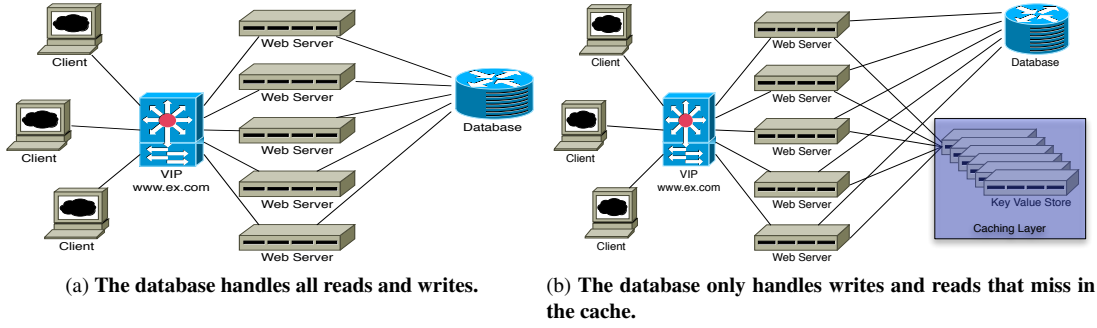 Client
Client
Client
VIP
www.ex.com
Web Server
Web Server
Web Server
Web Server
Web Server
Database
(a) The database handles all reads and writes.
Client
Client
Client
VIP
www.ex.com
Web Server
Web Server
Web Server
Web Server
Web Server
Database
Key Value Store
Caching Layer
(b) The database only handles writes and reads that miss in
the cache.